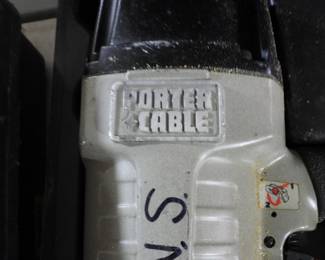 PORTER
+CABLE
N.S.